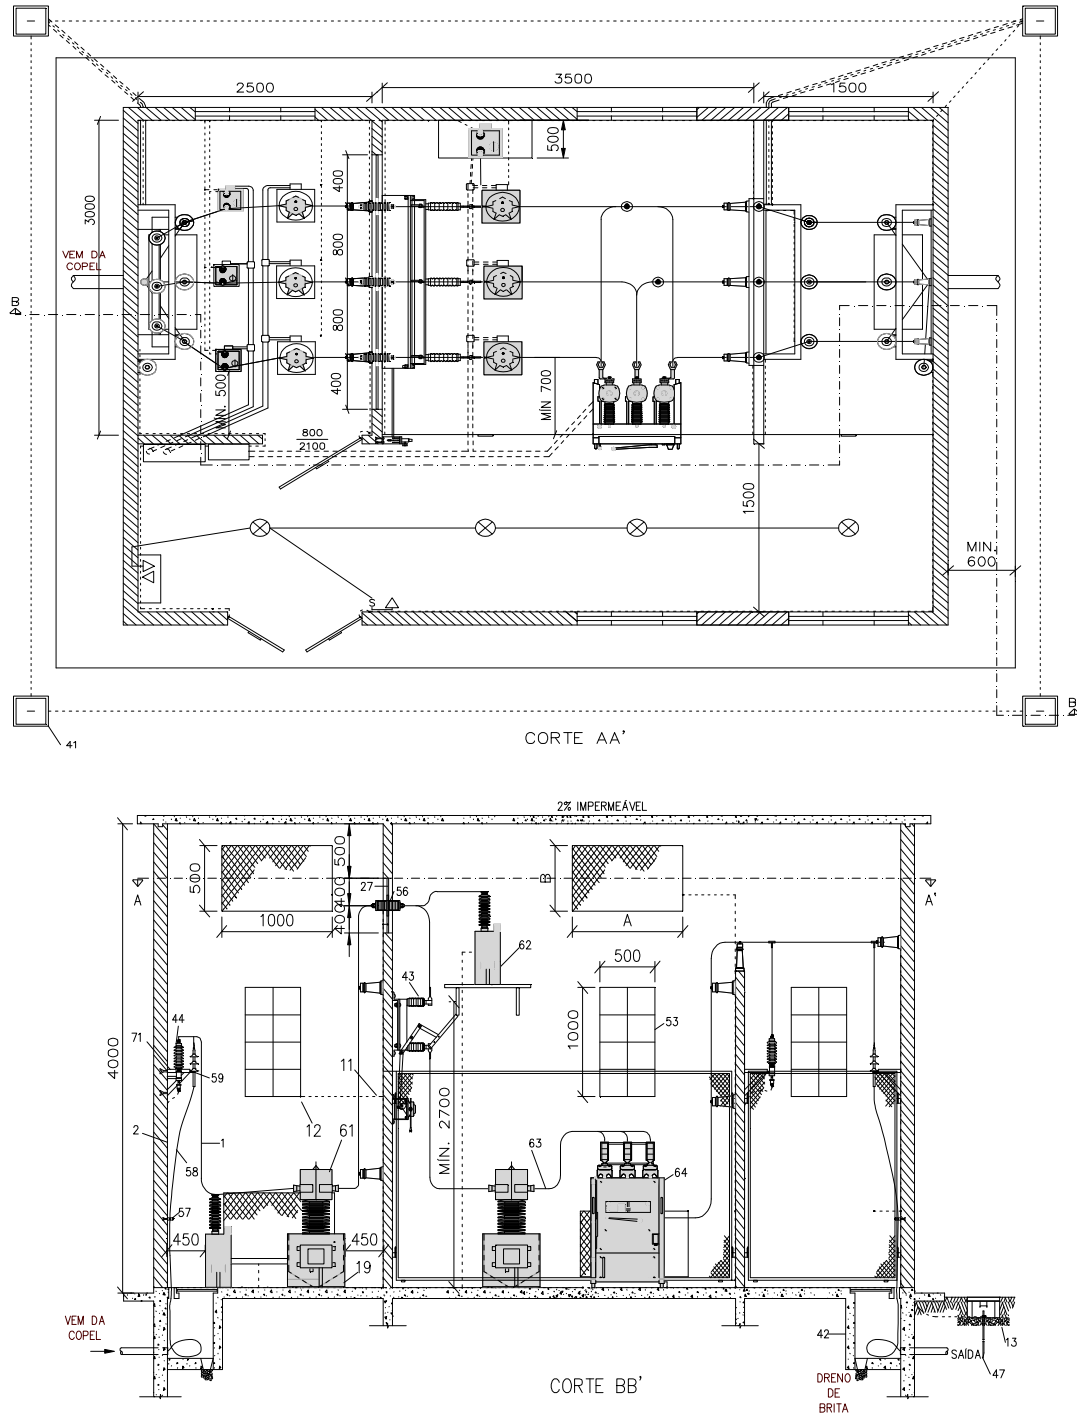 2500
3500
1500
500
3000
400
800
800
400
VEM DA
COPEL
B
B
MIN. 500
MÍN 700
800
2100
1500
MIN.
600
S
41
CORTE AA'
2% IMPERMEÁVEL
500
1000
500
400
400
27
56
A
A'
B
A
62
43
500
1000
53
4000
71
44
59
11
12
61
2
1
58
57
450
450
19
MÍN. 2700
63
64
VEM DA
COPEL
42
SAÍDA
13
47
DRENO
DE
BRITA
CORTE BB'